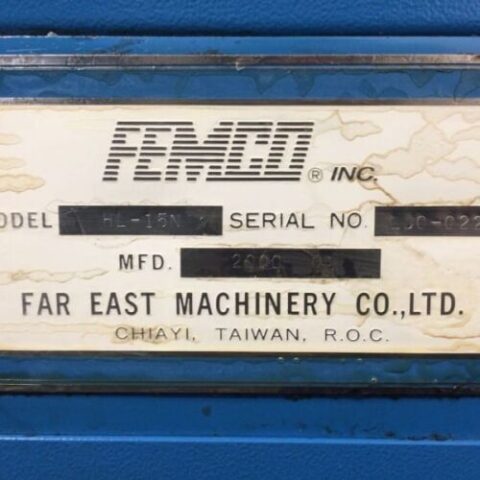 FEMCO ® INC.
MODEL HL-15N SERIAL NO.
MFD. 2000
FAR EAST MACHINERY CO.,LTD.
CHIAYI, TAIWAN, R.O.C.